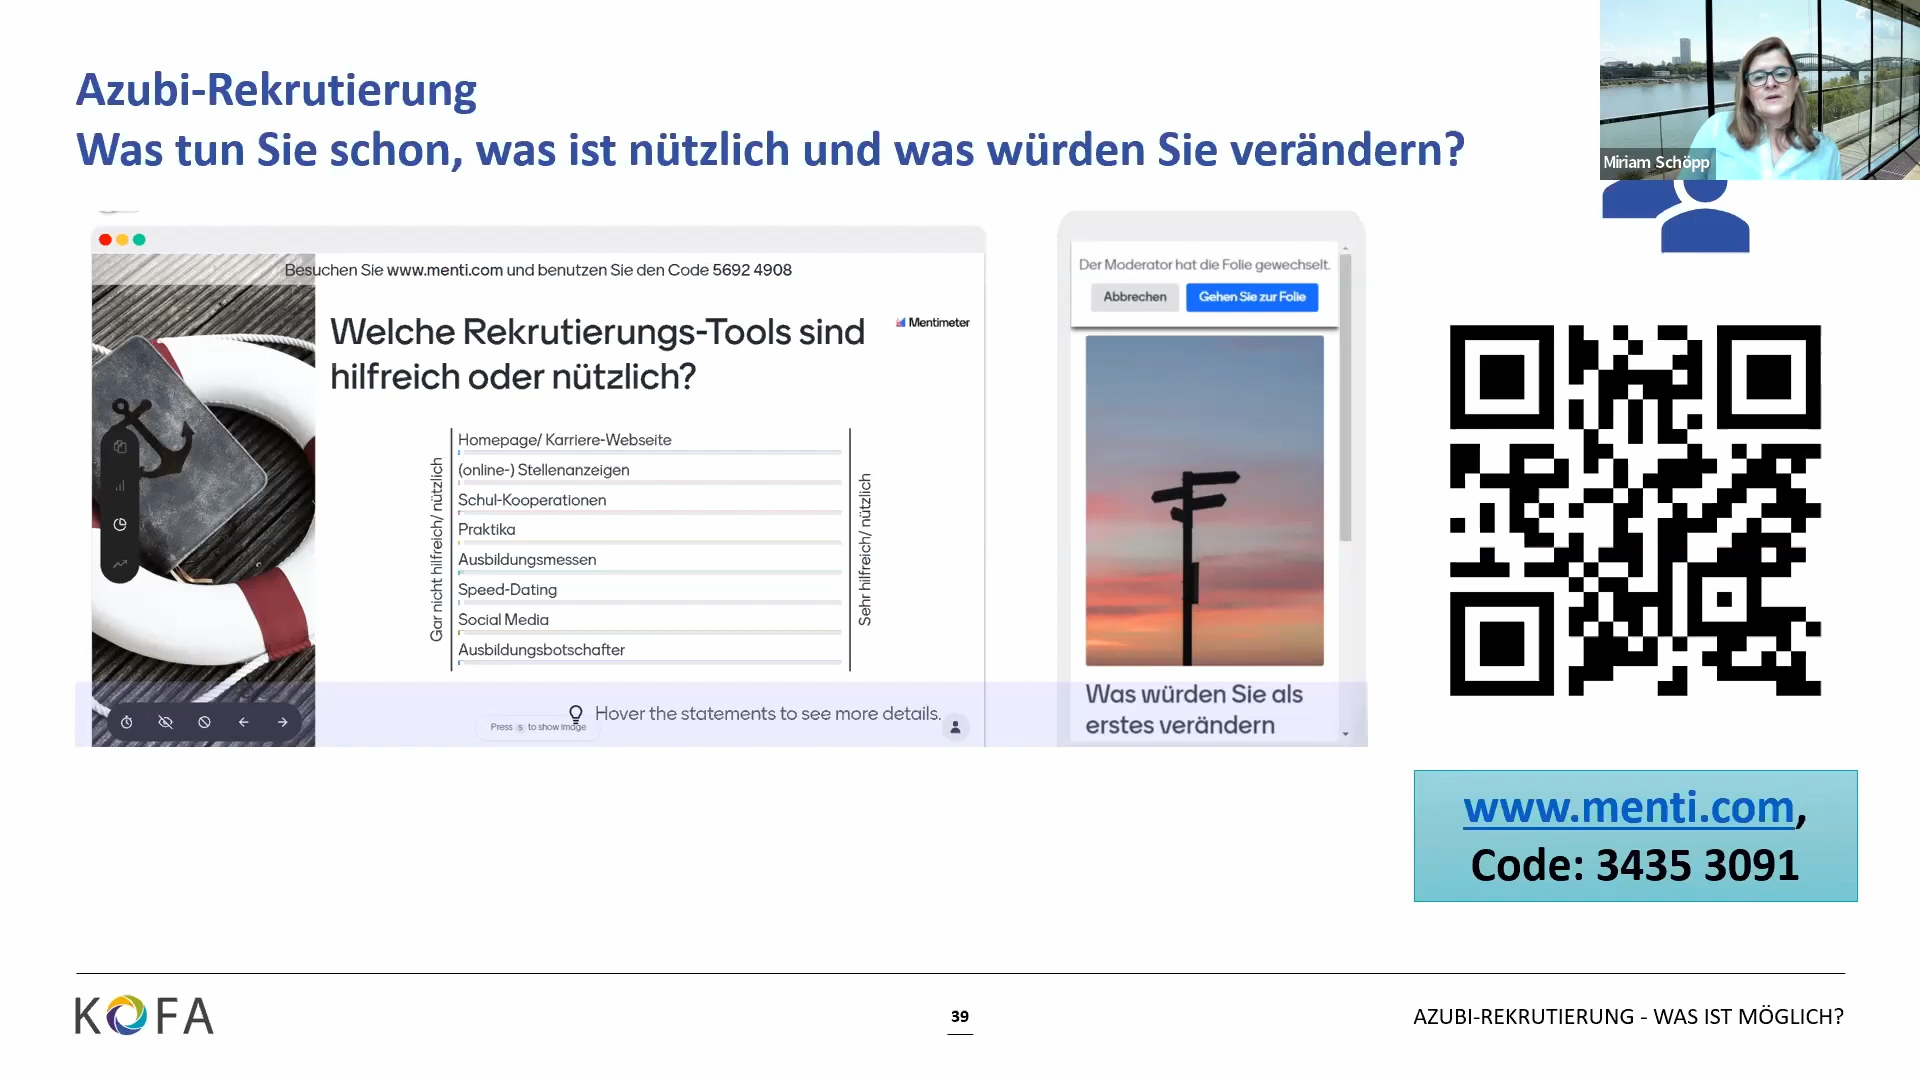 Azubi-Rekrutierung
Was tun Sie schon, was ist nützlich und was würden Sie verändern?
Miriam Schöpp
Besuchen Sie www.menti.com und benutzen Sie den Code 5692 4908
Welche Rekrutierungs-Tools sind
hilfreich oder nützlich?
Mentimeter
Gar nicht hilfreich/ nützlich
Homepage/ Karriere-Webseite
(online-) Stellenanzeigen
Schul-Kooperationen
Praktika
Ausbildungsmessen
Speed-Dating
Social Media
Ausbildungsbotschafter
Sehr hilfreich/ nützlich
Hover the statements to see more details.
Press S to show image
Der Moderator hat die Folie gewechselt.
Abbrechen
Gehen Sie zur Folie
Was würden Sie als
erstes verändern
www.menti.com,
Code: 3435 3091
KOFA
39
AZUBI-REKRUTIERUNG - WAS IST MÖGLICH?